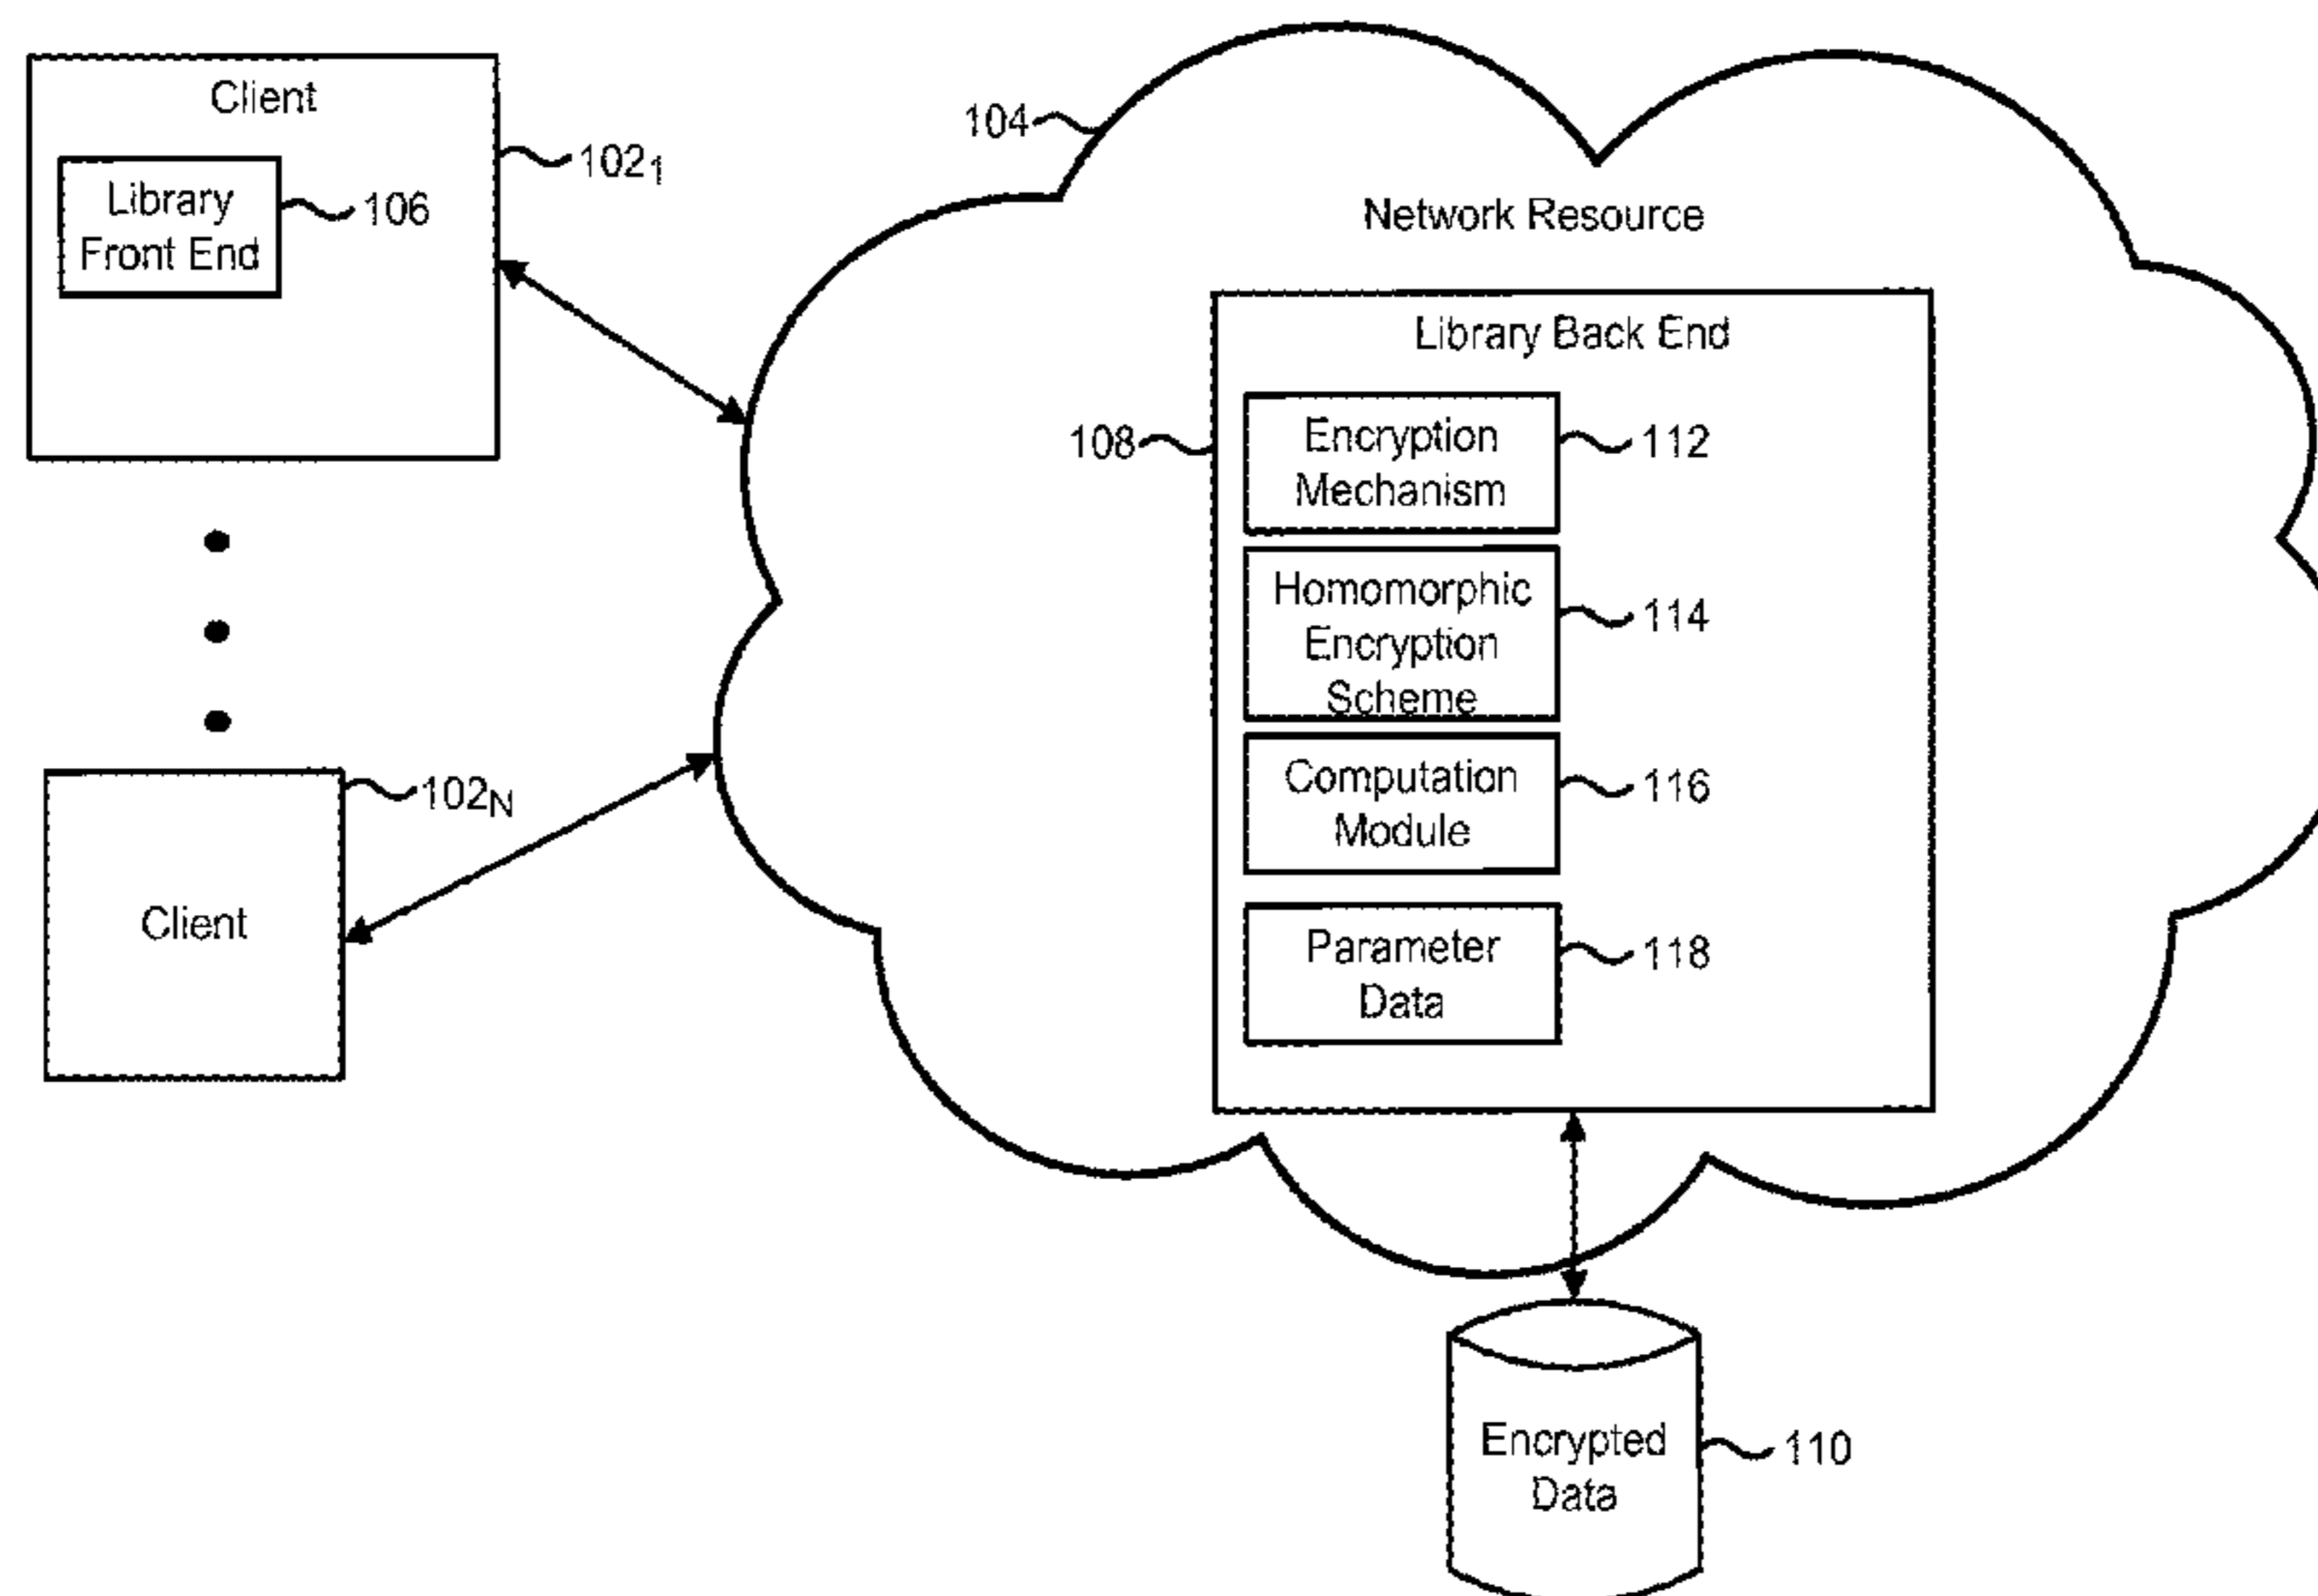 Client
102₁
Library
Front End
106
104
Network Resource
Library Back End
108
Encryption
Mechanism
112
Homomorphic
Encryption
Scheme
114
Computation
Module
116
Parameter
Data
118
102N
Client
Encrypted
Data
110